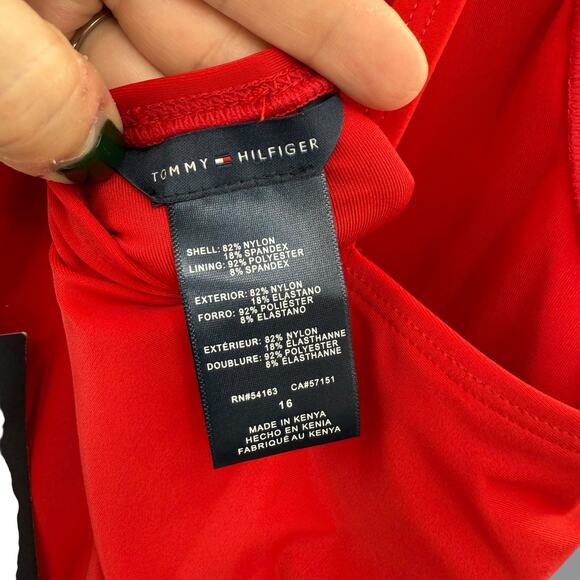 TOMMY HILFIGER
SHELL: 82% NYLON
18% SPANDEX
LINING: 92% POLYESTER
8% SPANDEX
EXTERIOR: 82% NYLON
18% ELASTANO
FORRO: 92% POLIÉSTER
8% ELASTANO
EXTÉRIEUR: 82% NYLON
18% ÉLASTHANNE
DOUBLURE: 92% POLYESTER
8% ÉLASTHANNE
RN#54163 CA#57151
16
MADE IN KENYA
HECHO EN KENIA
FABRIQUÉ AU KENYA